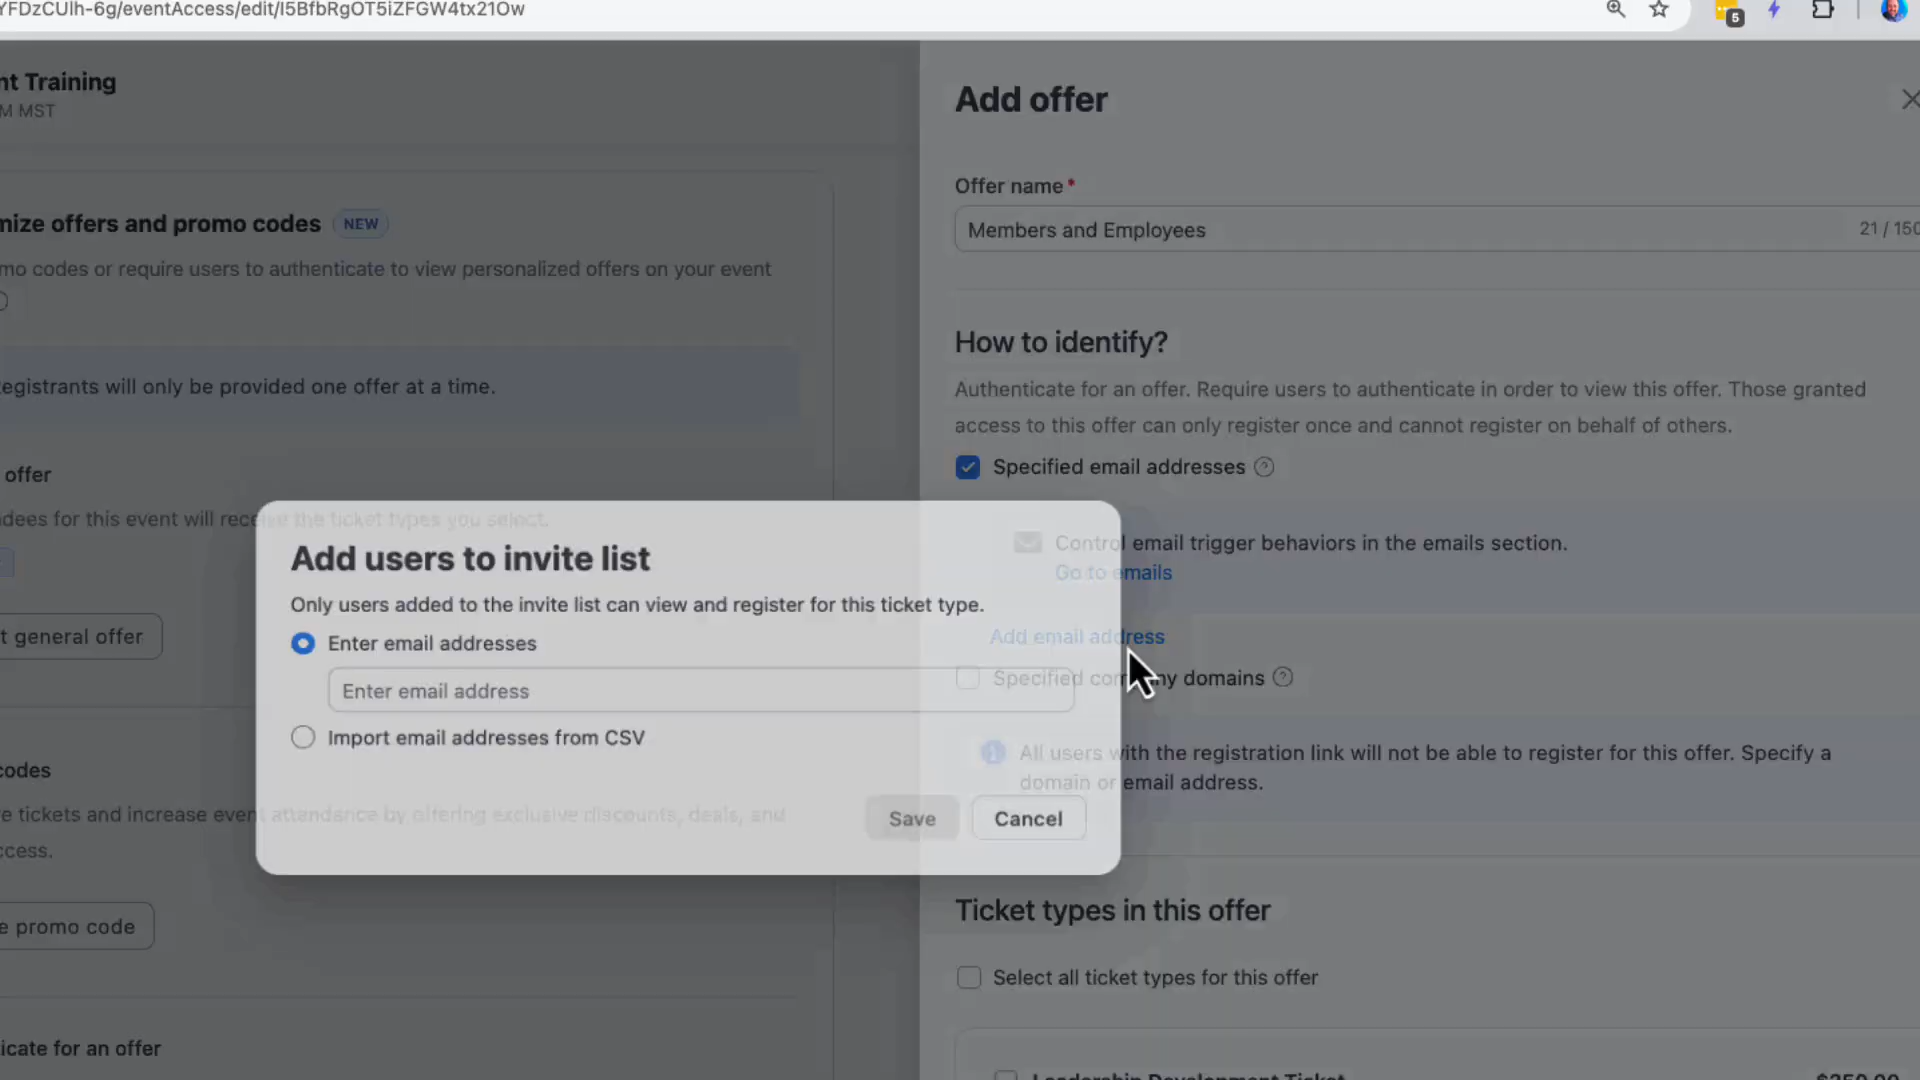 YFDzCUlh-6g/eventAccess/edit/I5BfbRgOT5iZFGW4tx21Ow
5
nt Training
M MST
mize offers and promo codes NEW
mo codes or require users to authenticate to view personalized offers on your event
egistrants will only be provided one offer at a time.
offer
dees for this event will receive the ticket types you select.
t general offer
codes
e tickets and increase event attendance by offering exclusive discounts, deals, and
ccess.
e promo code
icate for an offer
Add users to invite list
Only users added to the invite list can view and register for this ticket type.
Enter email addresses
Enter email address
Import email addresses from CSV
Save
Cancel
Add offer
Offer name*
Members and Employees
21 / 150
How to identify?
Authenticate for an offer. Require users to authenticate in order to view this offer. Those granted
access to this offer can only register once and cannot register on behalf of others.
Specified email addresses
Control email trigger behaviors in the emails section.
Go to emails
Add email address
Specified company domains
All users with the registration link will not be able to register for this offer. Specify a
domain or email address.
Ticket types in this offer
Select all ticket types for this offer
Leadership Development Ticket
$250.00